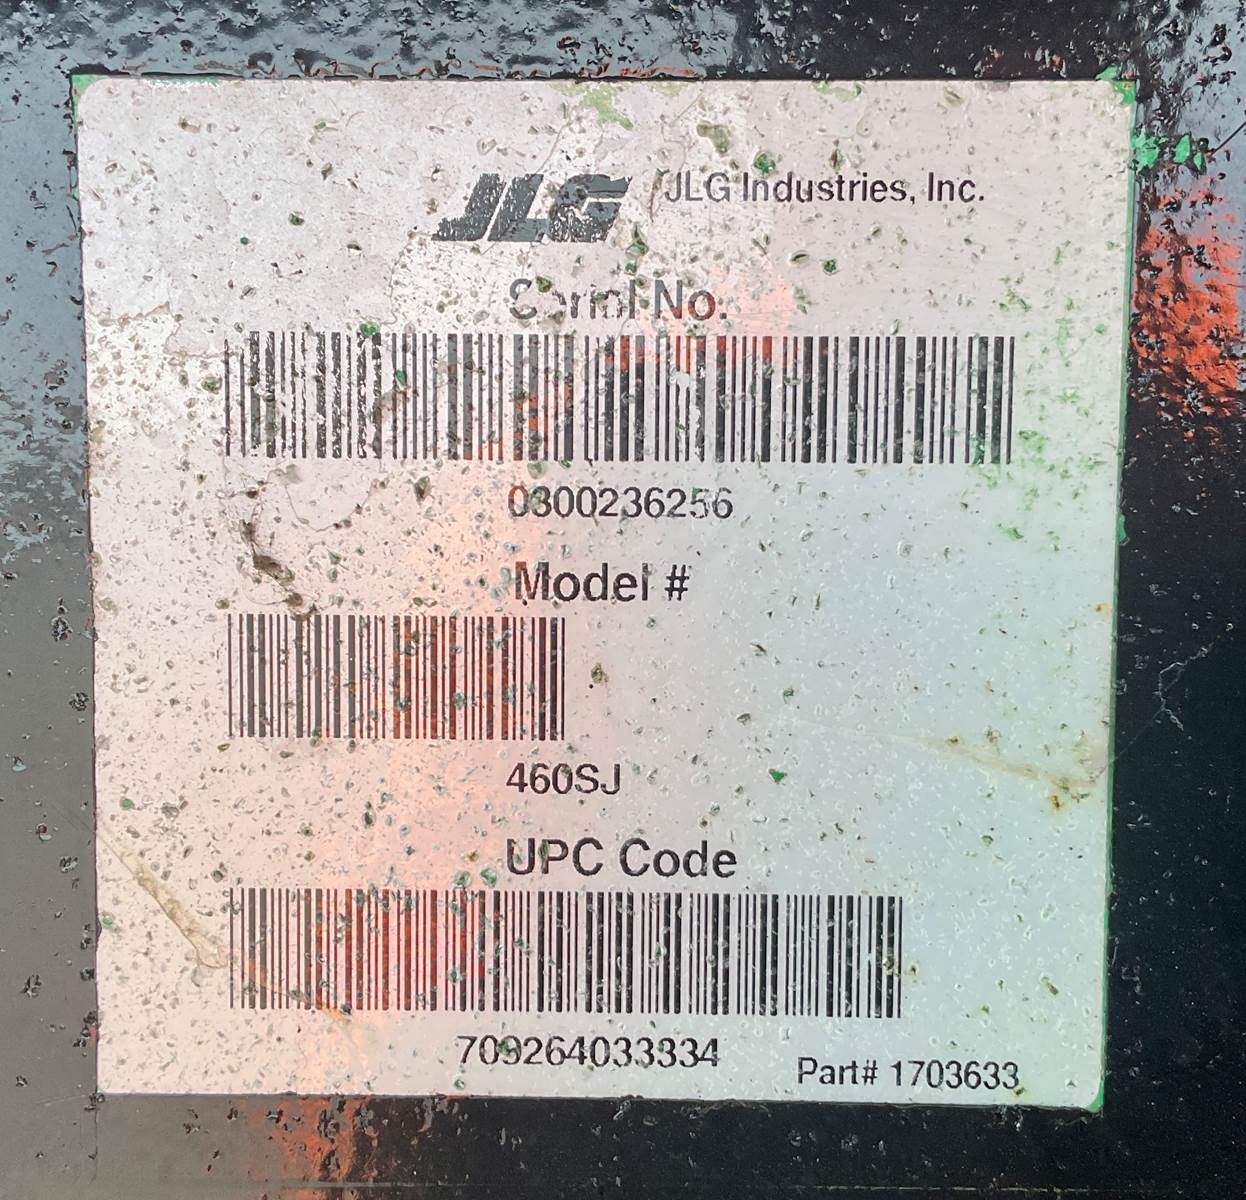 JLG JLG Industries, Inc.
Serial No.
0300236256
Model #
460SJ
UPC Code
709264033334
Part# 1703633